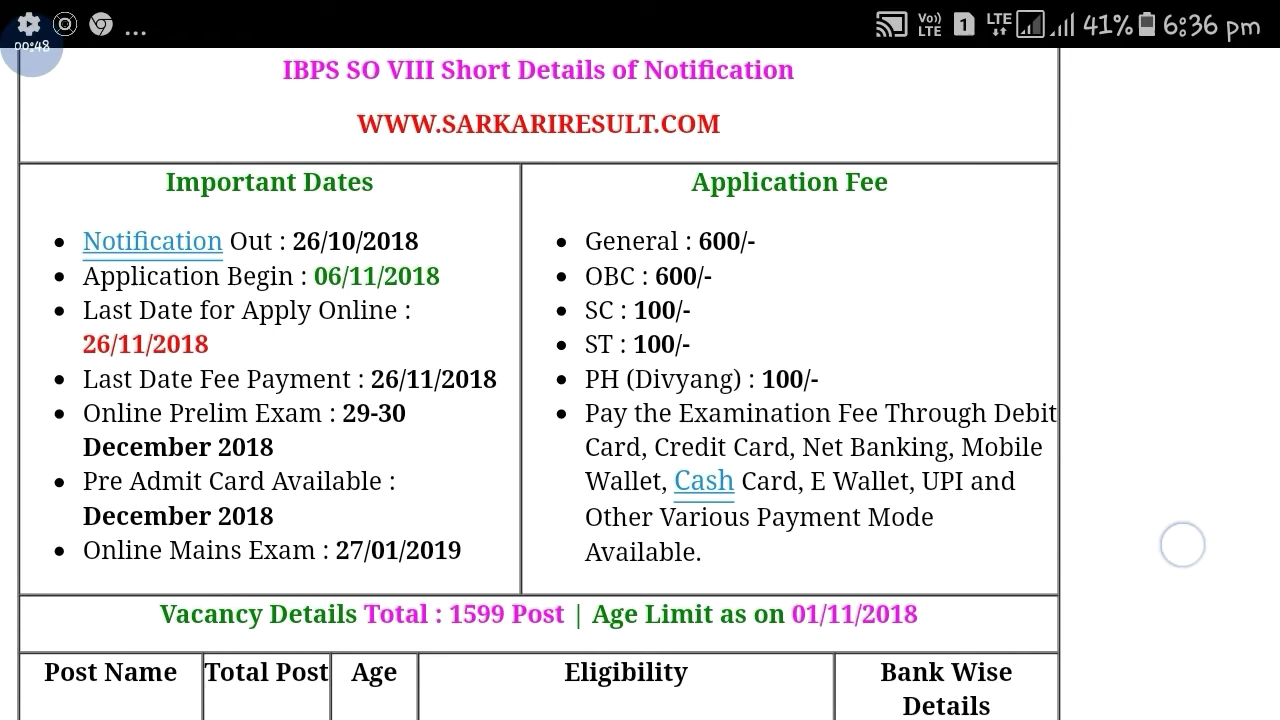 ... Vo) LTE 1 LTE 41% 6:36 pm
00:48
IBPS SO VIII Short Details of Notification
WWW.SARKARIRESULT.COM
Important Dates
Notification Out : 26/10/2018
Application Begin : 06/11/2018
Last Date for Apply Online :
26/11/2018
Last Date Fee Payment : 26/11/2018
Online Prelim Exam : 29-30
December 2018
Pre Admit Card Available :
December 2018
Online Mains Exam : 27/01/2019
Application Fee
General : 600/-
OBC : 600/-
SC : 100/-
ST : 100/-
PH (Divyang) : 100/-
Pay the Examination Fee Through Debit
Card, Credit Card, Net Banking, Mobile
Wallet, Cash Card, E Wallet, UPI and
Other Various Payment Mode
Available.
Vacancy Details Total : 1599 Post | Age Limit as on 01/11/2018
Post Name Total Post Age Eligibility Bank Wise
Details